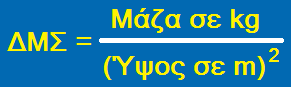 ΔΜΣ = Μάζα σε kg
(Ύψος σε m)²